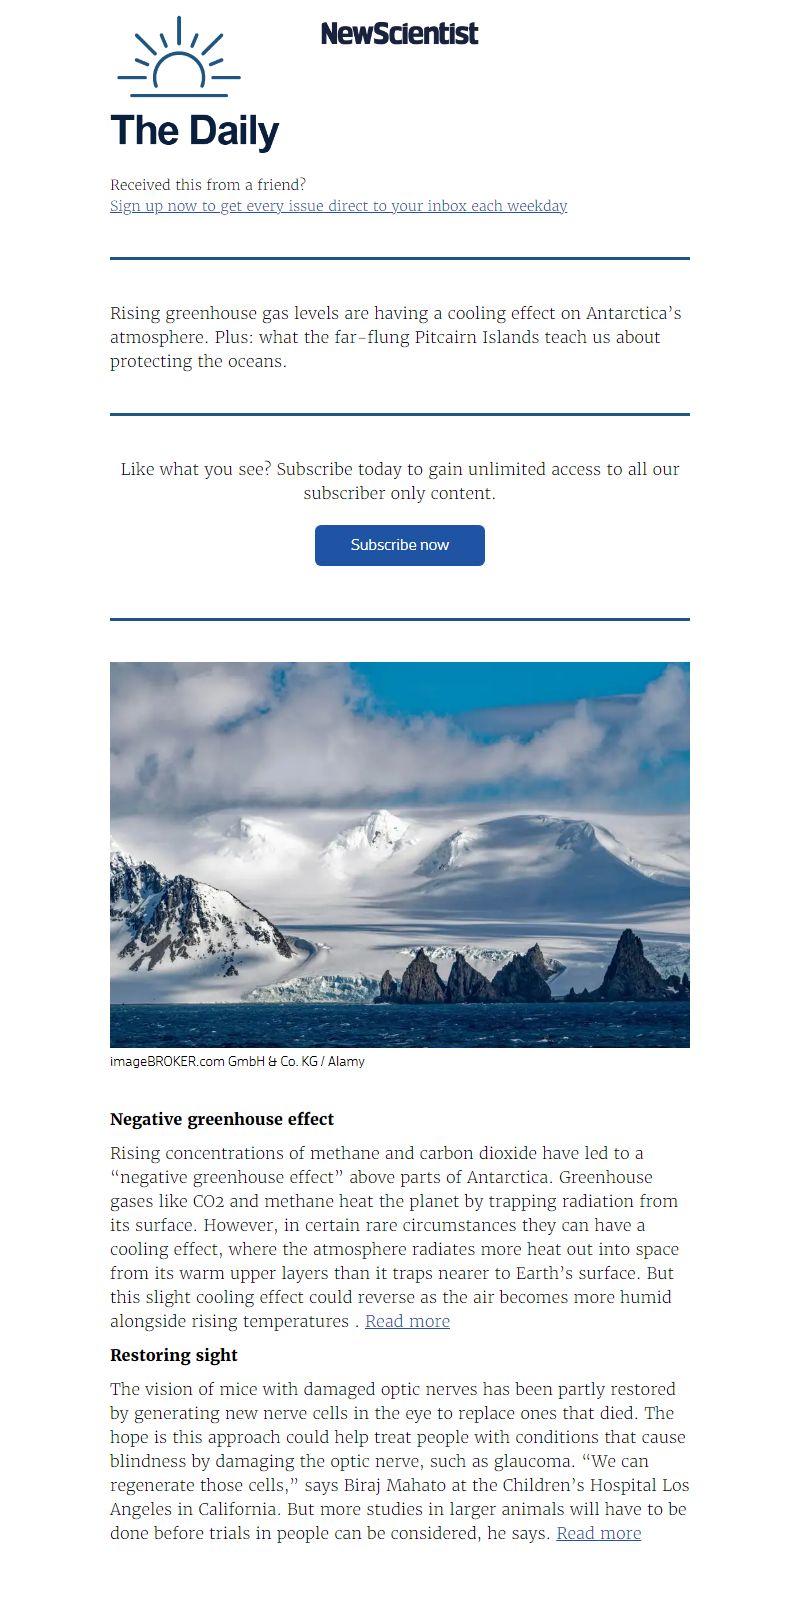 NewScientist
The Daily
Received this from a friend?
Sign up now to get every issue direct to your inbox each weekday
Rising greenhouse gas levels are having a cooling effect on Antarctica’s
atmosphere. Plus: what the far-flung Pitcairn Islands teach us about
protecting the oceans.
Like what you see? Subscribe today to gain unlimited access to all our
subscriber only content.
Subscribe now
imageBROKER.com GmbH & Co. KG / Alamy
Negative greenhouse effect
Rising concentrations of methane and carbon dioxide have led to a
“negative greenhouse effect” above parts of Antarctica. Greenhouse
gases like CO2 and methane heat the planet by trapping radiation from
its surface. However, in certain rare circumstances they can have a
cooling effect, where the atmosphere radiates more heat out into space
from its warm upper layers than it traps nearer to Earth’s surface. But
this slight cooling effect could reverse as the air becomes more humid
alongside rising temperatures . Read more
Restoring sight
The vision of mice with damaged optic nerves has been partly restored
by generating new nerve cells in the eye to replace ones that died. The
hope is this approach could help treat people with conditions that cause
blindness by damaging the optic nerve, such as glaucoma. “We can
regenerate those cells,” says Biraj Mahato at the Children’s Hospital Los
Angeles in California. But more studies in larger animals will have to be
done before trials in people can be considered, he says. Read more